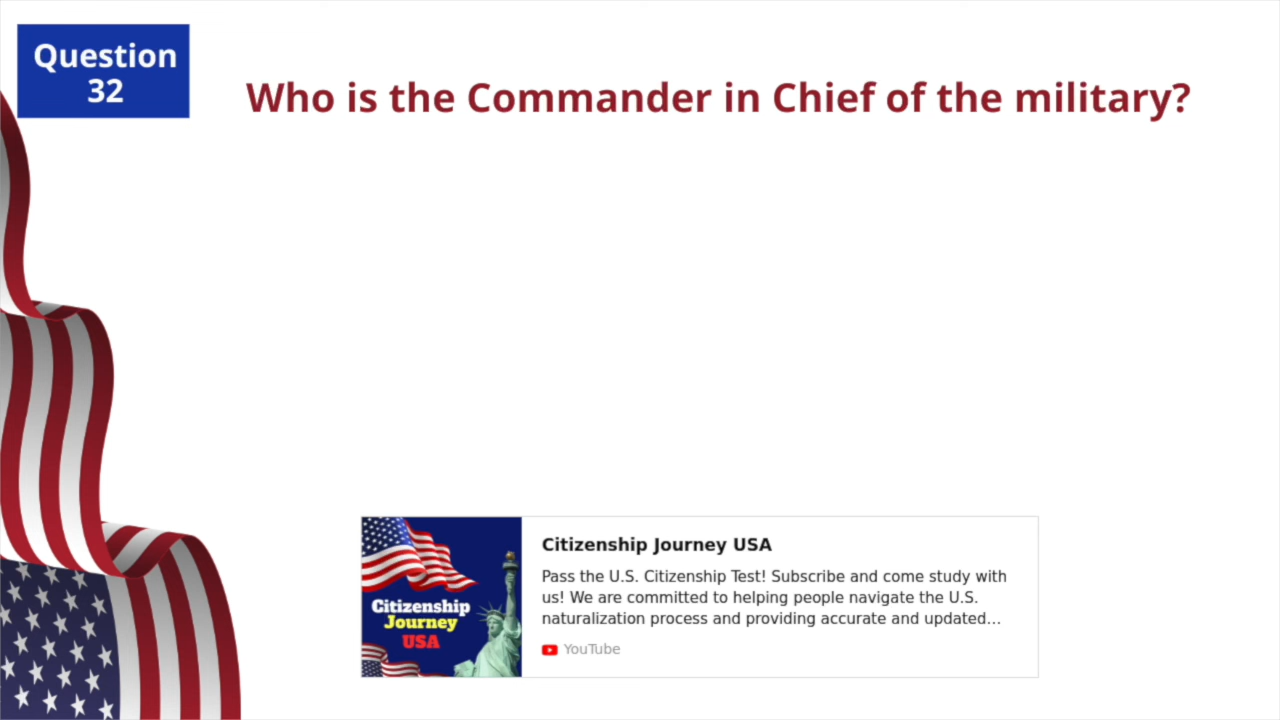 Question
32
Who is the Commander in Chief of the military?
Citizenship
Journey
USA
Citizenship Journey USA
Pass the U.S. Citizenship Test! Subscribe and come study with
us! We are committed to helping people navigate the U.S.
naturalization process and providing accurate and updated...
YouTube